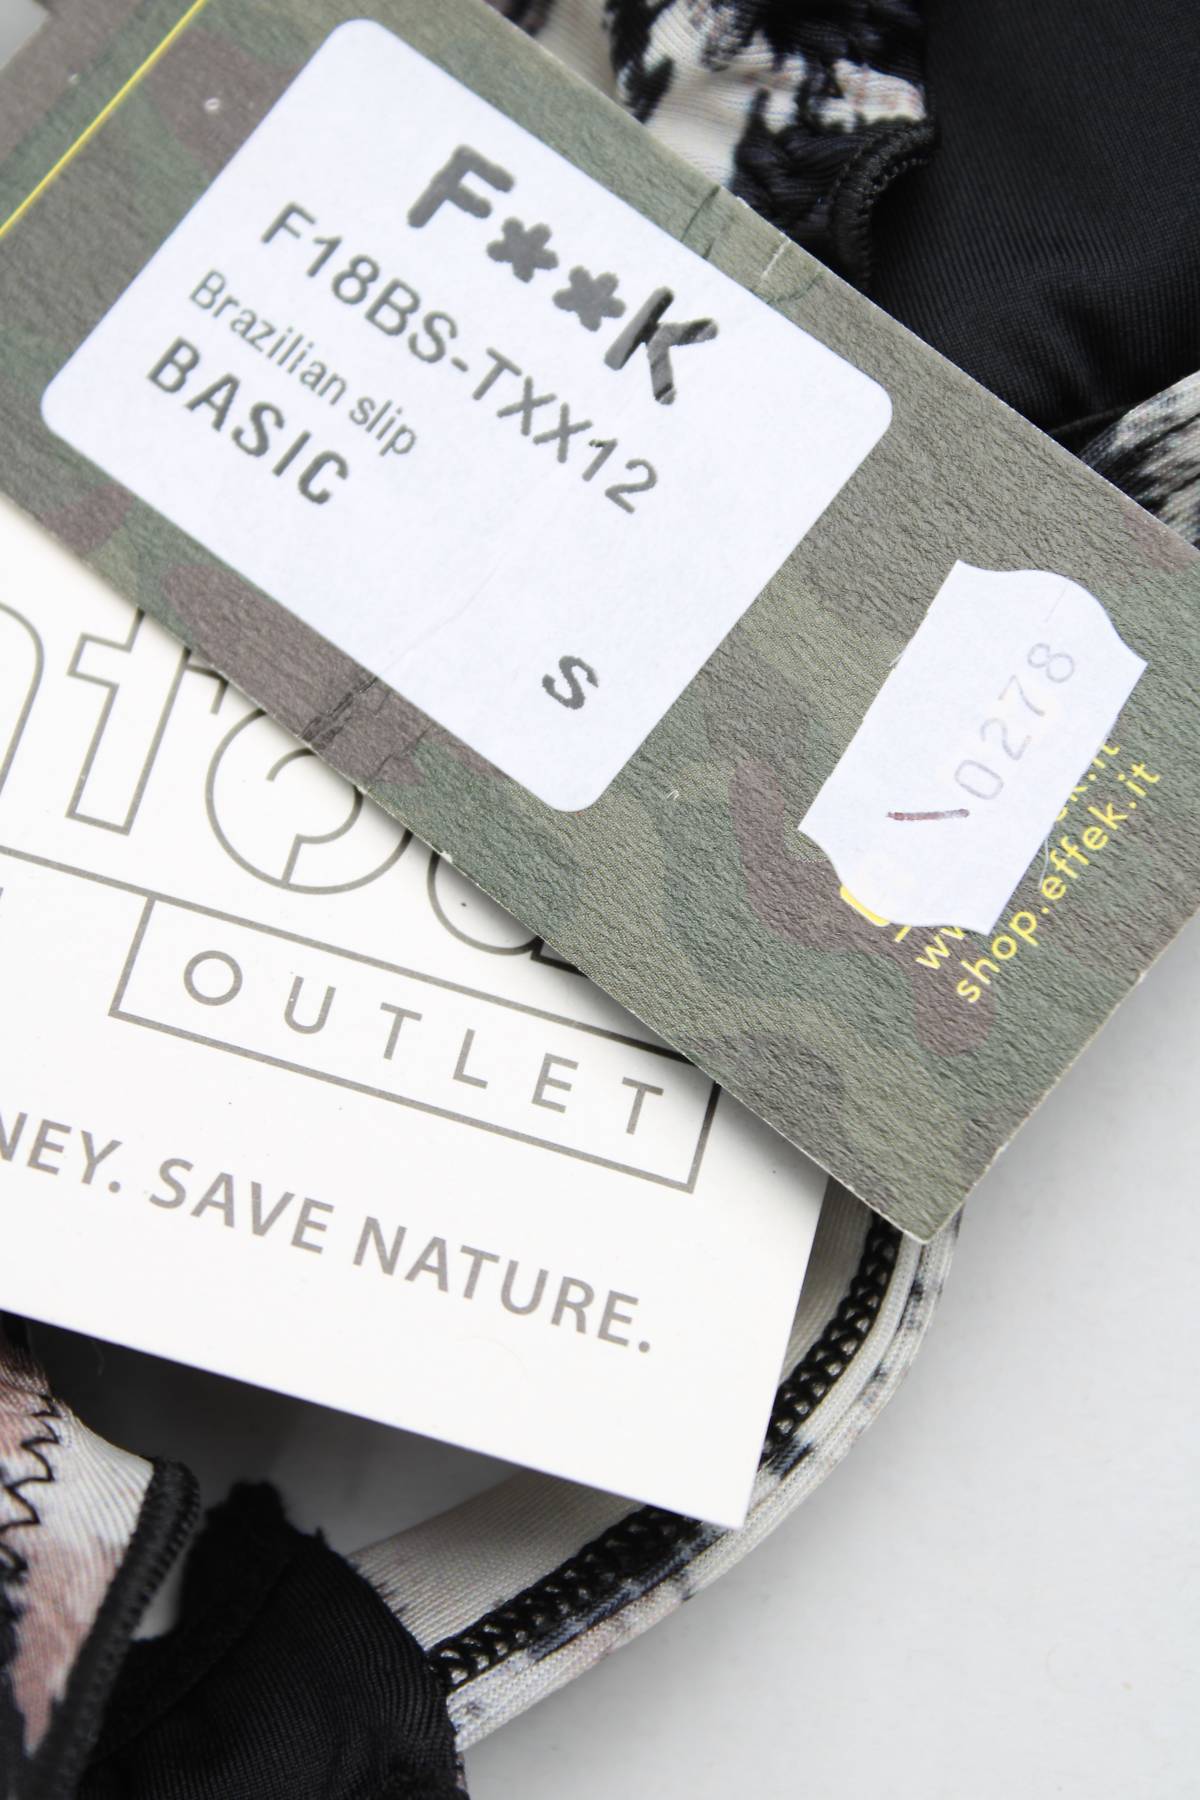 F**K
F18BS-TXX12
Brazilian slip
BASIC
S
\0278
shop.effek.it
OUTLET
SAVE NATURE.